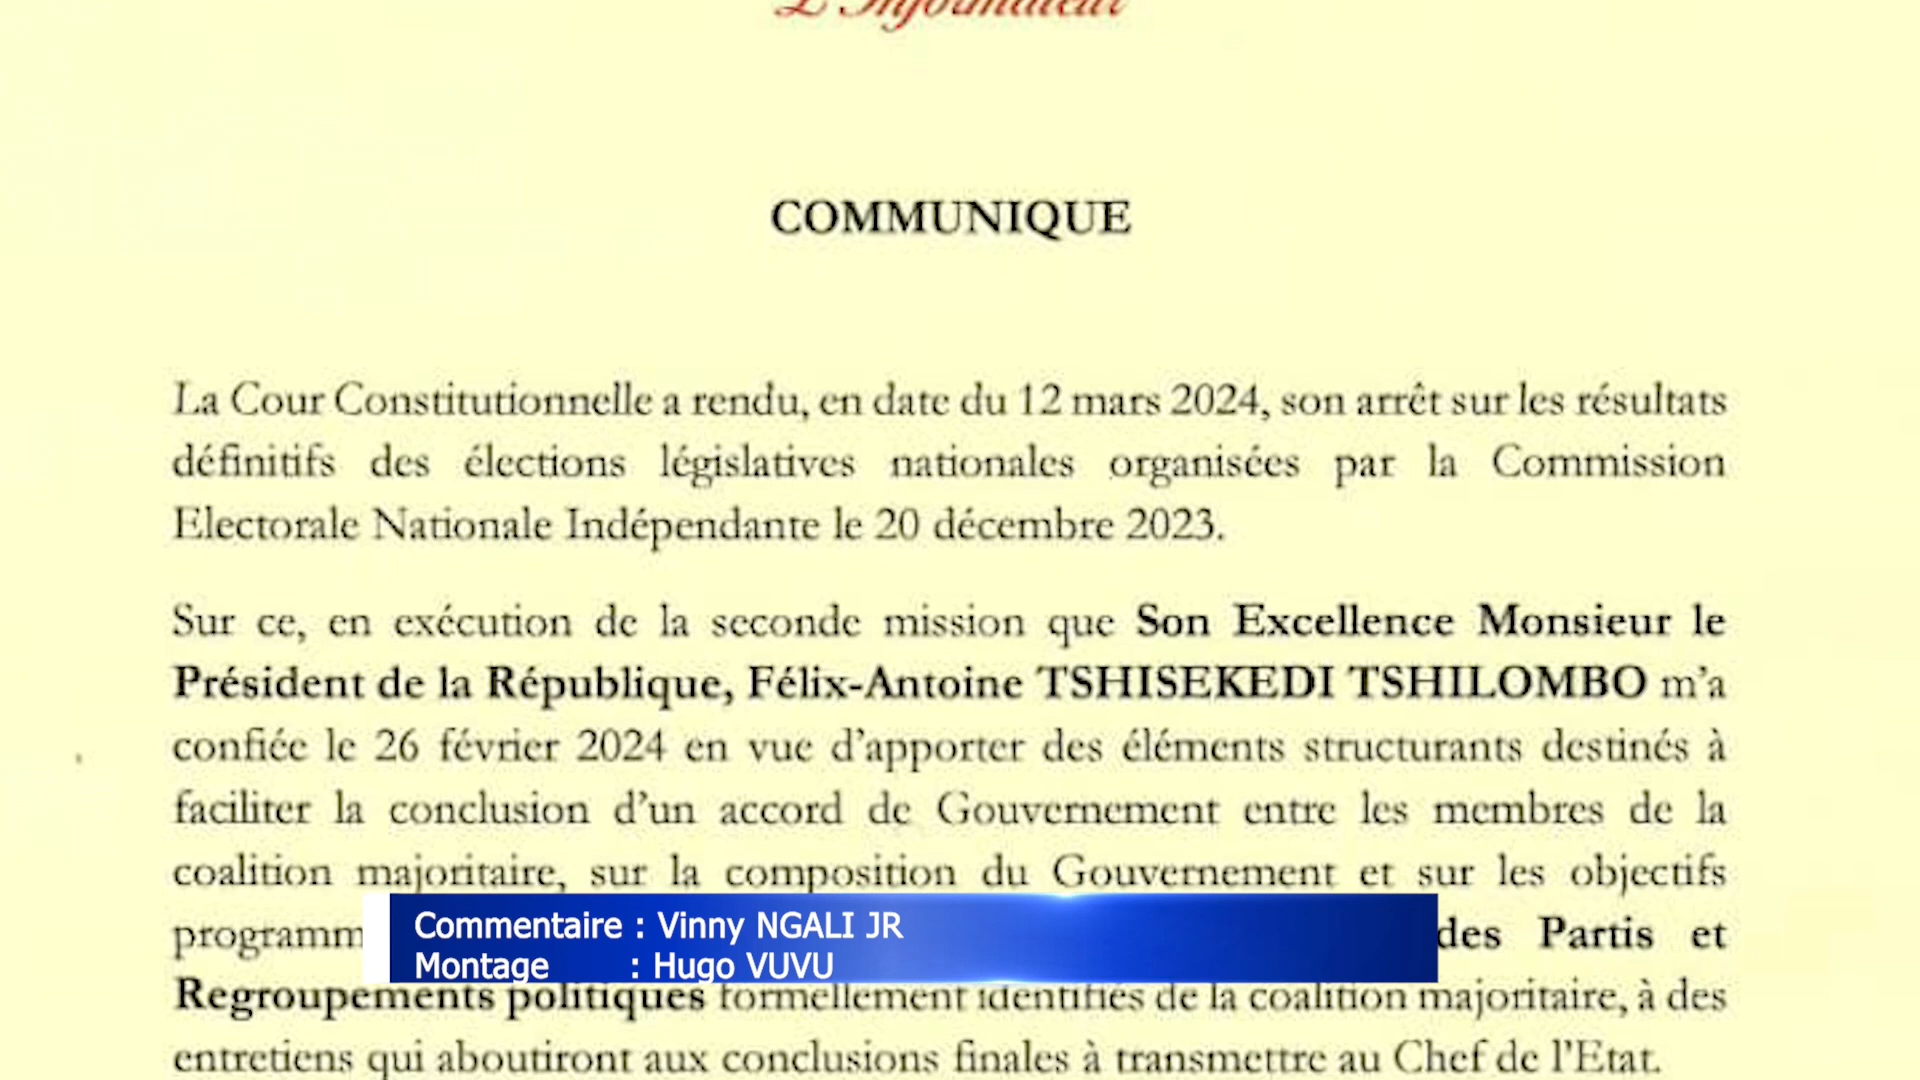 L'Informateur
COMMUNIQUE
La Cour Constitutionnelle a rendu, en date du 12 mars 2024, son arrêt sur les résultats
définitifs des élections législatives nationales organisées par la Commission
Electorale Nationale Indépendante le 20 décembre 2023.
Sur ce, en exécution de la seconde mission que Son Excellence Monsieur le
Président de la République, Félix-Antoine TSHISEKEDI TSHILOMBO m'a
confiée le 26 février 2024 en vue d'apporter des éléments structurants destinés à
faciliter la conclusion d'un accord de Gouvernement entre les membres de la
coalition majoritaire, sur la composition du Gouvernement et sur les objectifs
programm des Partis et
Regroupements politiques formellement identifiés de la coalition majoritaire, à des
entretiens qui aboutiront aux conclusions finales à transmettre au Chef de l'Etat.
Commentaire : Vinny NGALI JR
Montage : Hugo VUVU